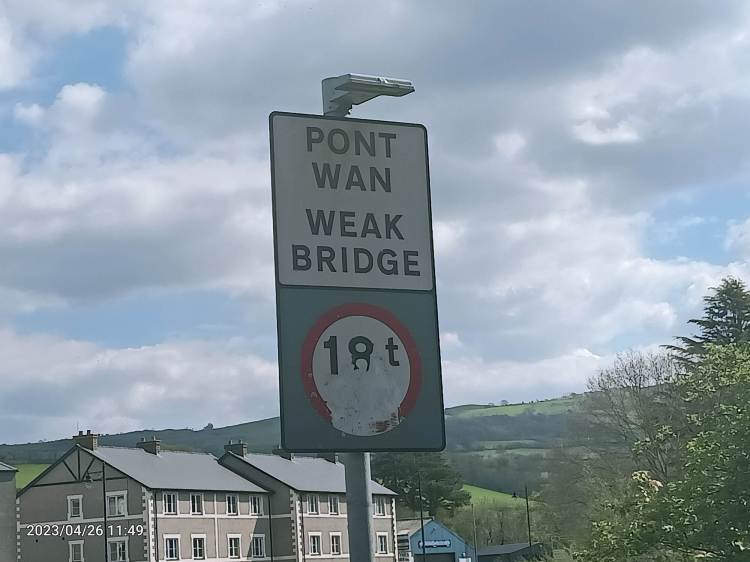 PONT
WAN
WEAK
BRIDGE
18t
2023/04/26 11:49